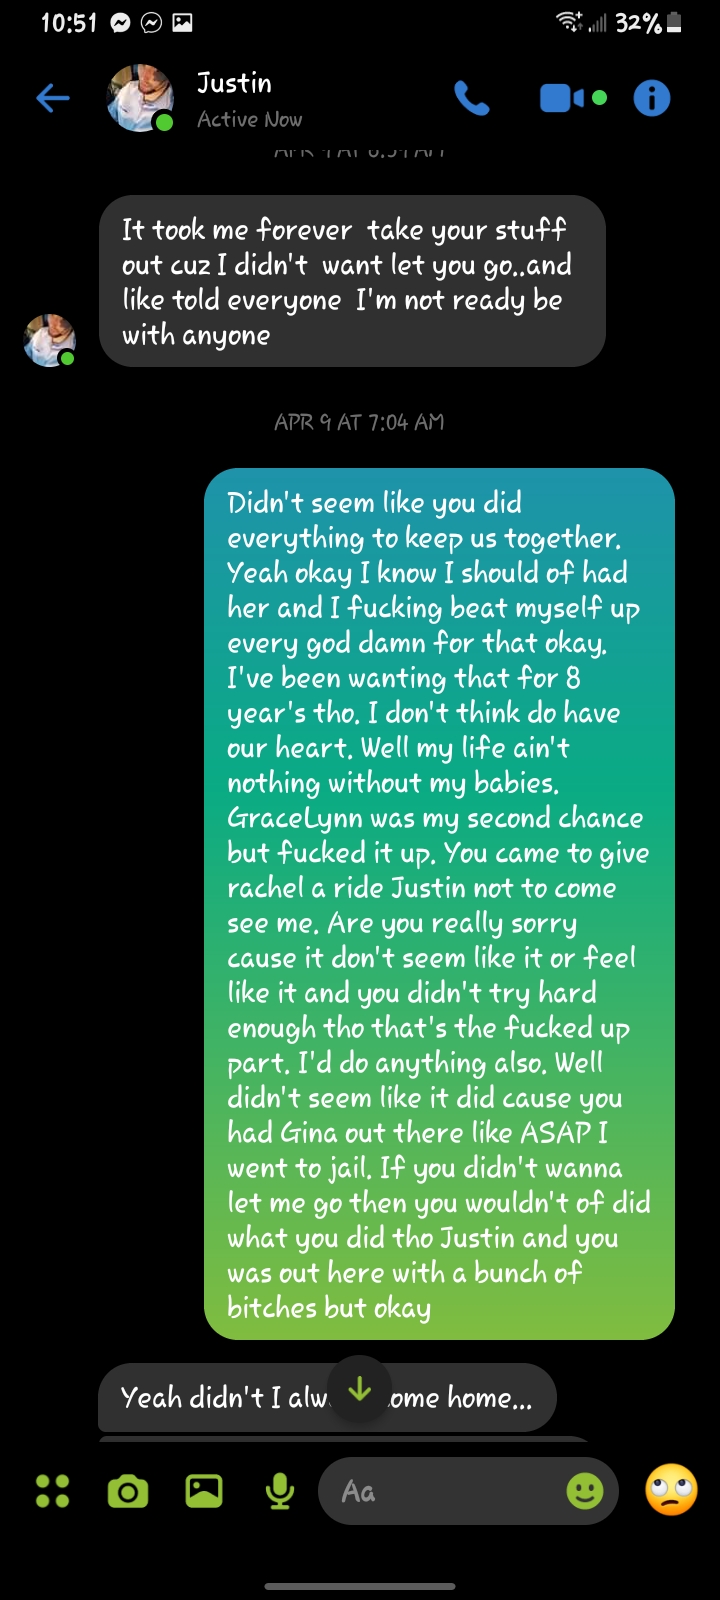 10:51
32%
Justin
Active Now
It took me forever  take your stuff
out cuz I didn't  want let you go..and
like told everyone  I'm not ready be
with anyone
APR 9 AT 7:04 AM
Didn't seem like you did
everything to keep us together.
Yeah okay I know I should of had
her and I fucking beat myself up
every god damn for that okay.
I've been wanting that for 8
year's tho. I don't think do have
our heart. Well my life ain't
nothing without my babies.
GraceLynn was my second chance
but fucked it up. You came to give
rachel a ride Justin not to come
see me. Are you really sorry
cause it don't seem like it or feel
like it and you didn't try hard
enough tho that's the fucked up
part. I'd do anything also. Well
didn't seem like it did cause you
had Gina out there like ASAP I
went to jail. If you didn't wanna
let me go then you wouldn't of did
what you did tho Justin and you
was out here with a bunch of
bitches but okay
Yeah didn't I home...
Aa